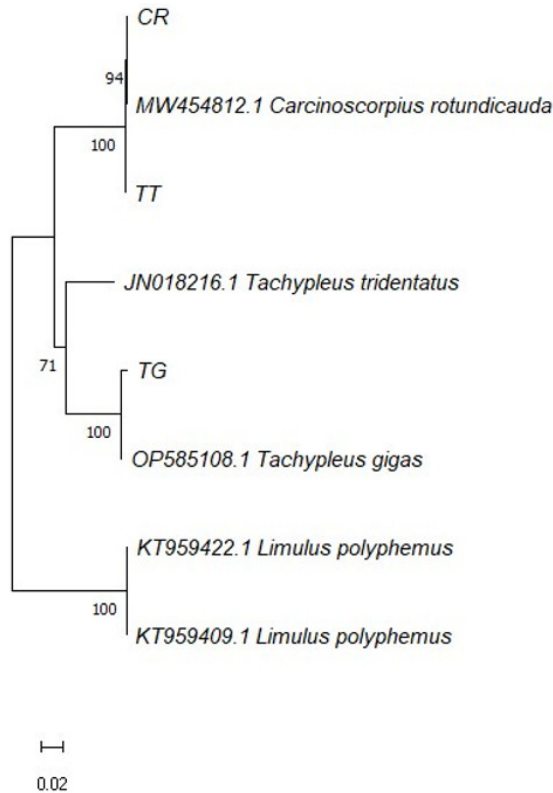 CR
94
MW454812.1 Carcinoscorpius rotundicauda
100
TT
JN018216.1 Tachypleus tridentatus
71
TG
100
OP585108.1 Tachypleus gigas
KT959422.1 Limulus polyphemus
100
KT959409.1 Limulus polyphemus
0.02